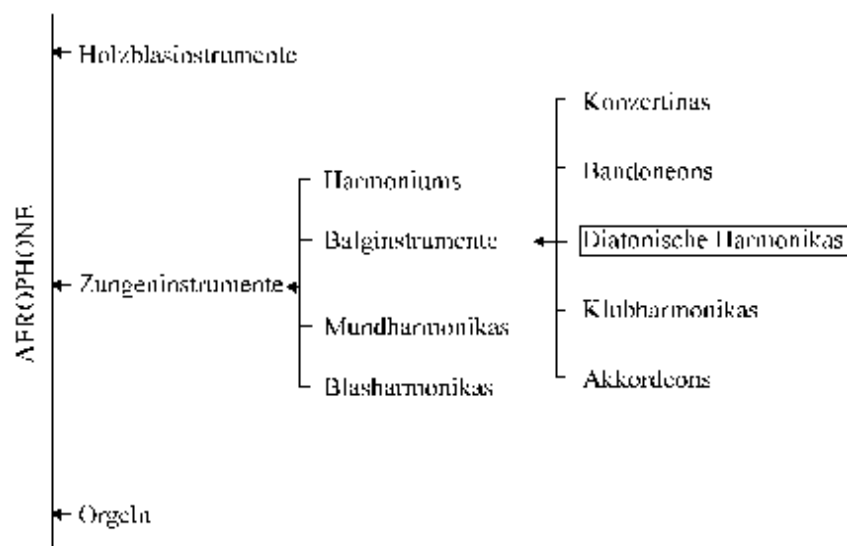 AEROPHONE
Holzblasinstrumente
Zungeninstrumente
Orgeln
Harmoniums
Balginstrumente
Mundharmonikas
Blasharmonikas
Konzertinas
Bandoneons
Diatonische Harmonikas
Klubharmonikas
Akkordeons